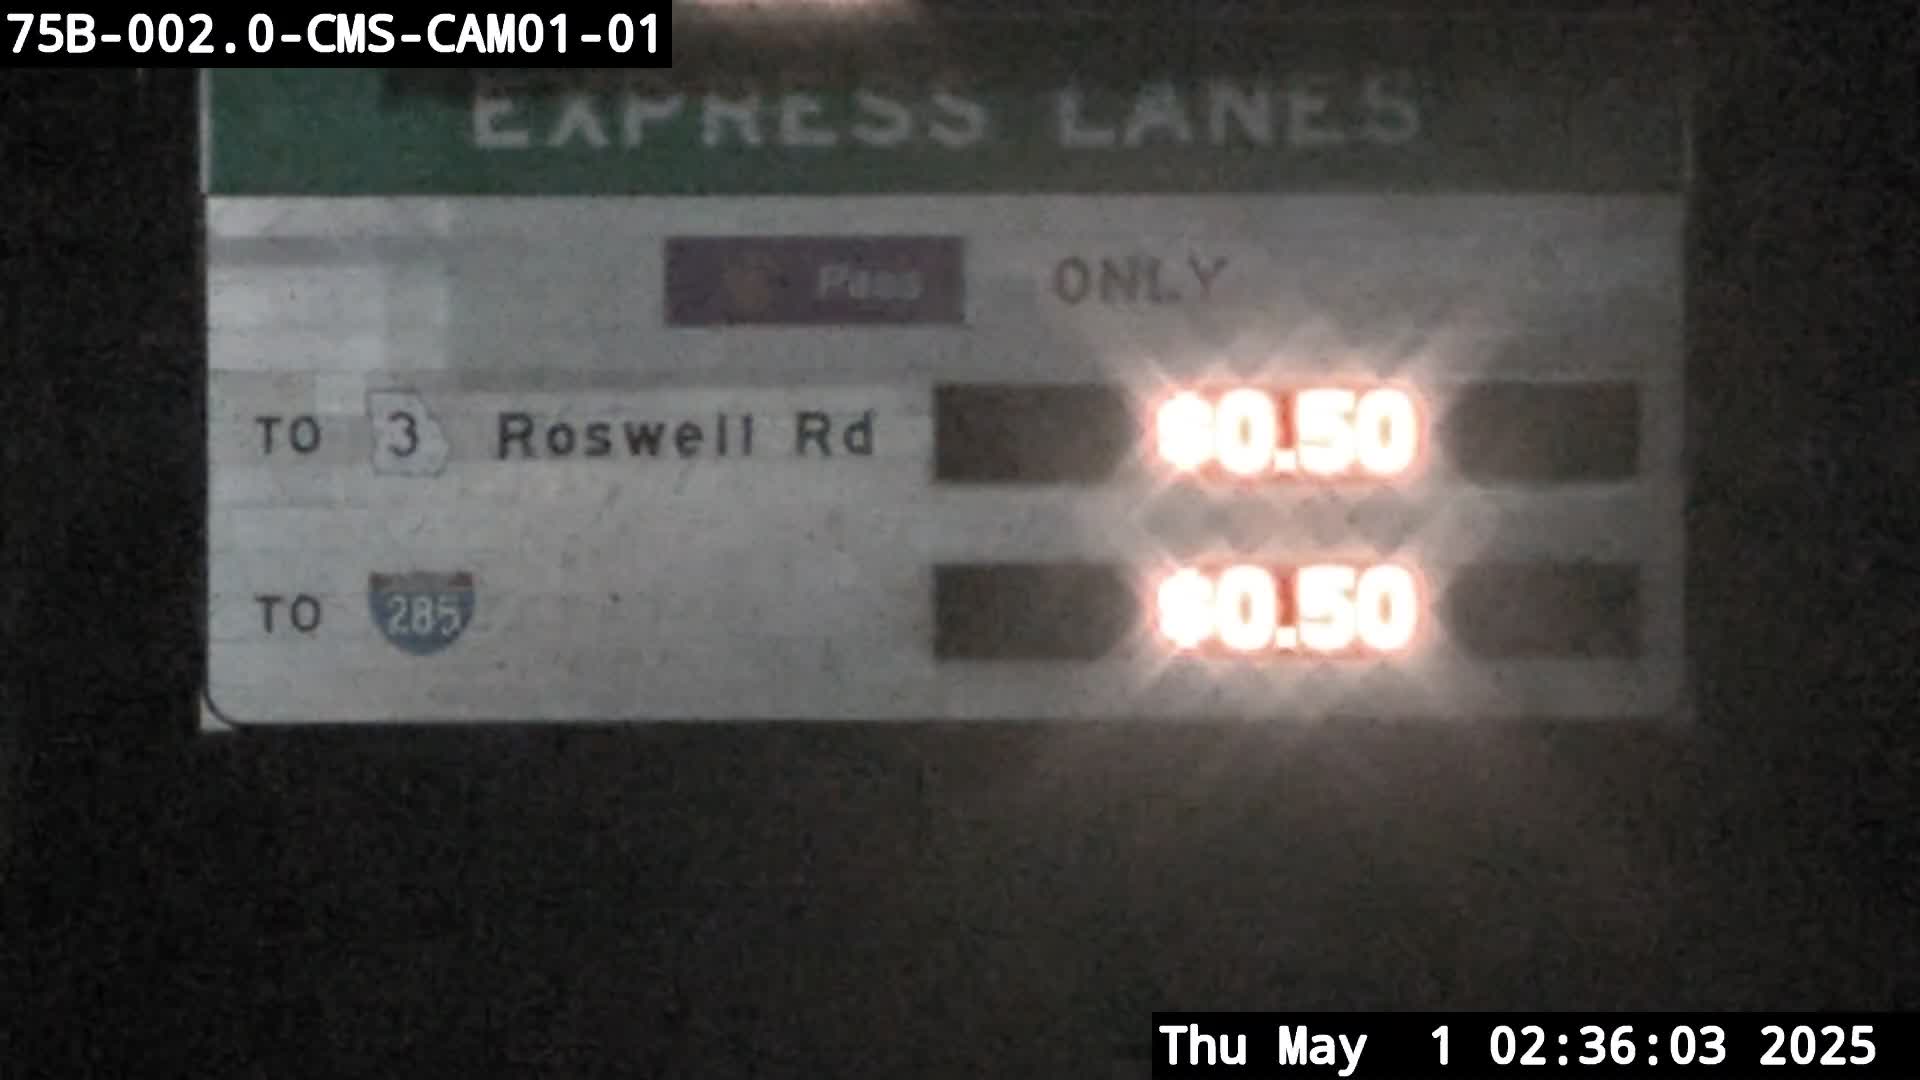 75B-002.0-CMS-CAM01-01
EXPRESS LANES
Pass ONLY
TO 3 Roswell Rd $0.50
TO 285 $0.50
Thu May 1 02:36:03 2025